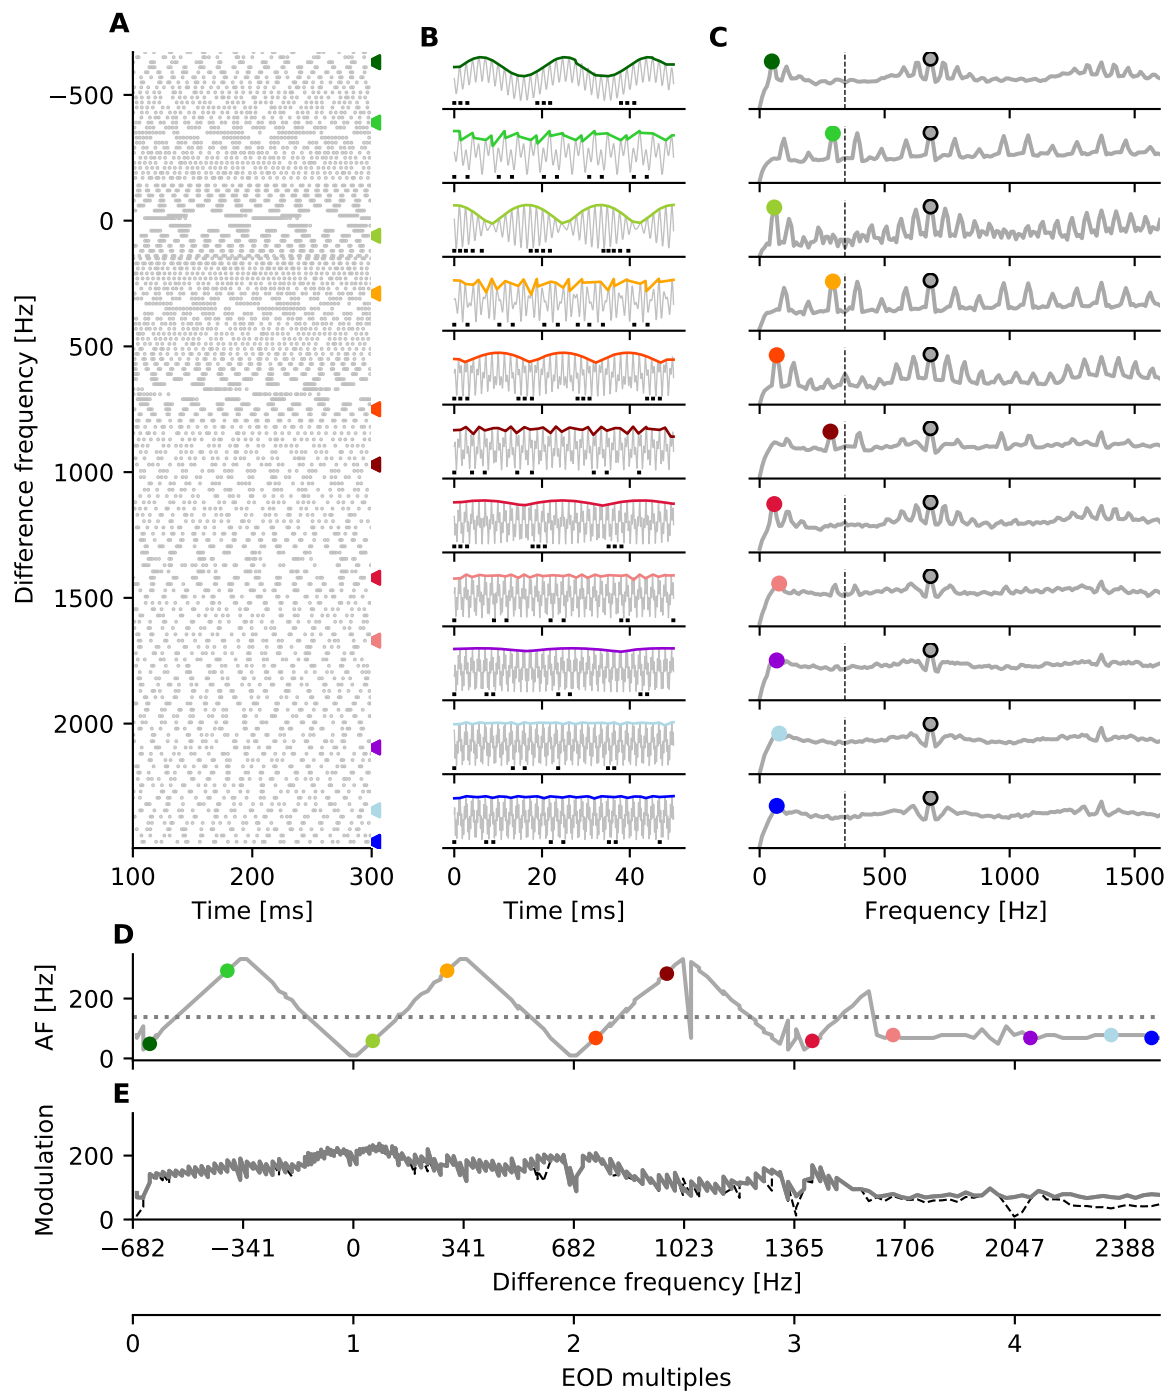 A
B
C
Difference frequency [Hz]
−500
0
500
1000
1500
2000
100
200
300
Time [ms]
0
20
40
Time [ms]
0
500
1000
1500
Frequency [Hz]
D
AF [Hz]
200
0
E
Modulation
200
0
−682
−341
0
341
682
1023
1365
1706
2047
2388
Difference frequency [Hz]
0
1
2
3
4
EOD multiples